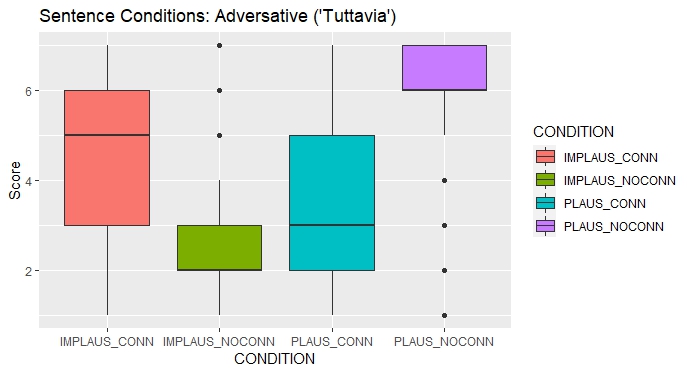 Sentence Conditions: Adversative ('Tuttavia')
Score
6
4
2
IMPLAUS_CONN IMPLAUS_NOCONN PLAUS_CONN PLAUS_NOCONN
CONDITION
CONDITION
IMPLAUS_CONN
IMPLAUS_NOCONN
PLAUS_CONN
PLAUS_NOCONN